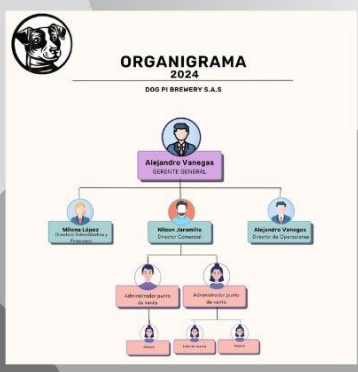 ORGANIGRAMA
2024
DOG PI BREWERY S.A.S
Alejandro Vanegas
GERENTE GENERAL
Milena López
Directora Administrativa y
Financiera
Nilson Jaramillo
Director Comercial
Alejandro Vanegas
Director de Operaciones
Administrador punto
de venta
Administrador punto
de venta